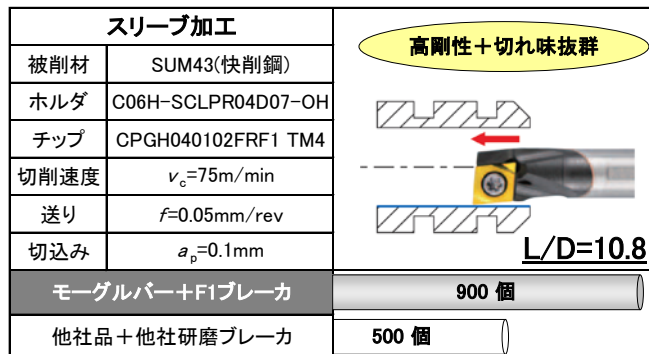 スリーブ加工
高剛性+切れ味抜群
被削材 SUM43(快削鋼)
ホルダ C06H-SCLPR04D07-OH
チップ CPGH040102FRF1 TM4
切削速度 vc=75m/min
送り f=0.05mm/rev
切込み ap=0.1mm
L/D=10.8
モーグルバー+F1ブレーカ 900 個
他社品+他社研磨ブレーカ 500 個